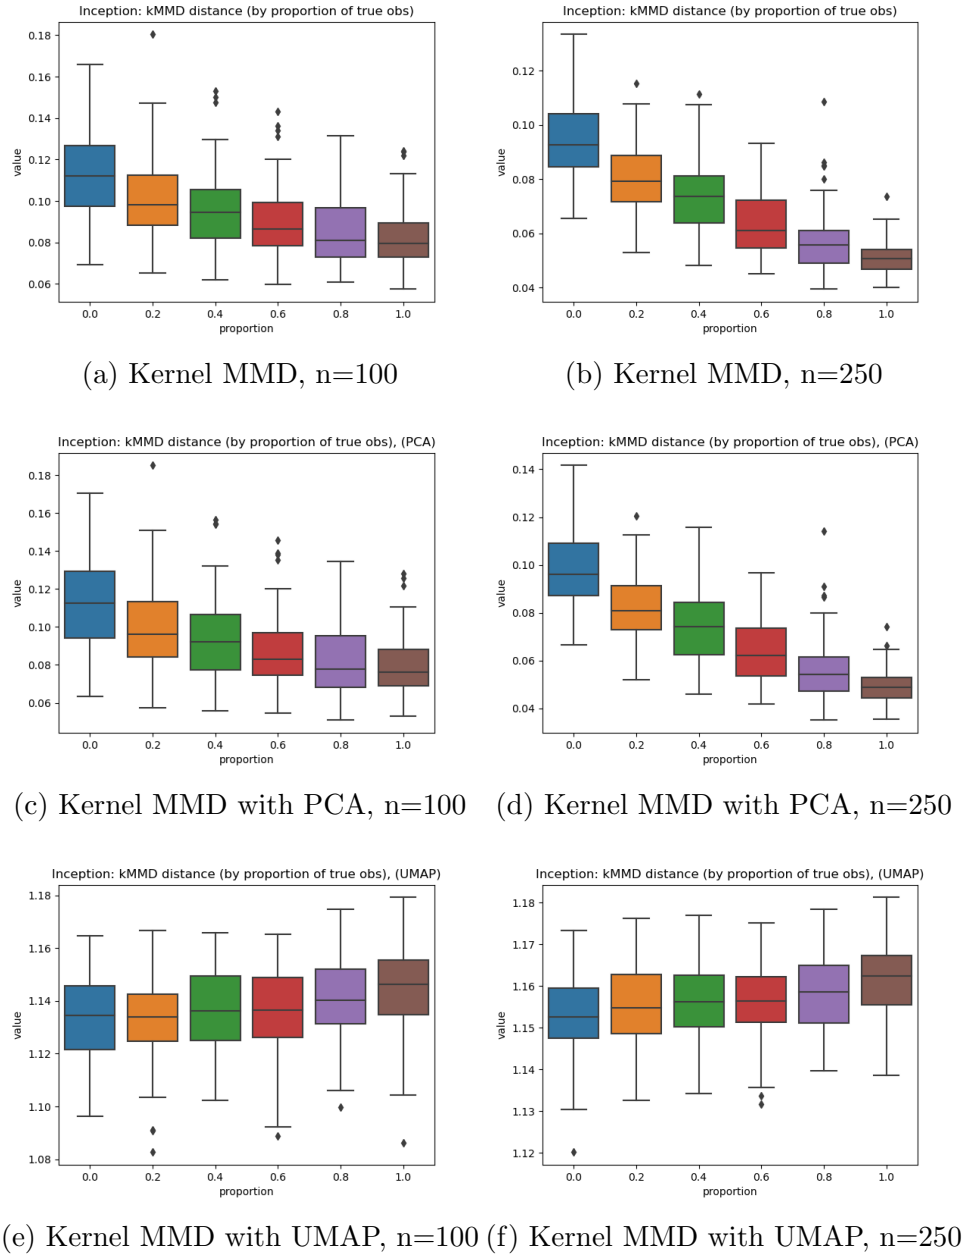 Inception: kMMD distance (by proportion of true obs)
0.18
0.16
0.14
0.12
0.10
0.08
0.06
value
0.0 0.2 0.4 0.6 0.8 1.0
proportion
(a) Kernel MMD, n=100
Inception: kMMD distance (by proportion of true obs)
0.12
0.10
0.08
0.06
0.04
value
0.0 0.2 0.4 0.6 0.8 1.0
proportion
(b) Kernel MMD, n=250
Inception: kMMD distance (by proportion of true obs), (PCA)
0.18
0.16
0.14
0.12
0.10
0.08
0.06
value
0.0 0.2 0.4 0.6 0.8 1.0
proportion
(c) Kernel MMD with PCA, n=100
Inception: kMMD distance (by proportion of true obs), (PCA)
0.14
0.12
0.10
0.08
0.06
0.04
value
0.0 0.2 0.4 0.6 0.8 1.0
proportion
(d) Kernel MMD with PCA, n=250
Inception: kMMD distance (by proportion of true obs), (UMAP)
1.18
1.16
1.14
1.12
1.10
1.08
value
0.0 0.2 0.4 0.6 0.8 1.0
proportion
(e) Kernel MMD with UMAP, n=100
Inception: kMMD distance (by proportion of true obs), (UMAP)
1.18
1.17
1.16
1.15
1.14
1.13
1.12
value
0.0 0.2 0.4 0.6 0.8 1.0
proportion
(f) Kernel MMD with UMAP, n=250